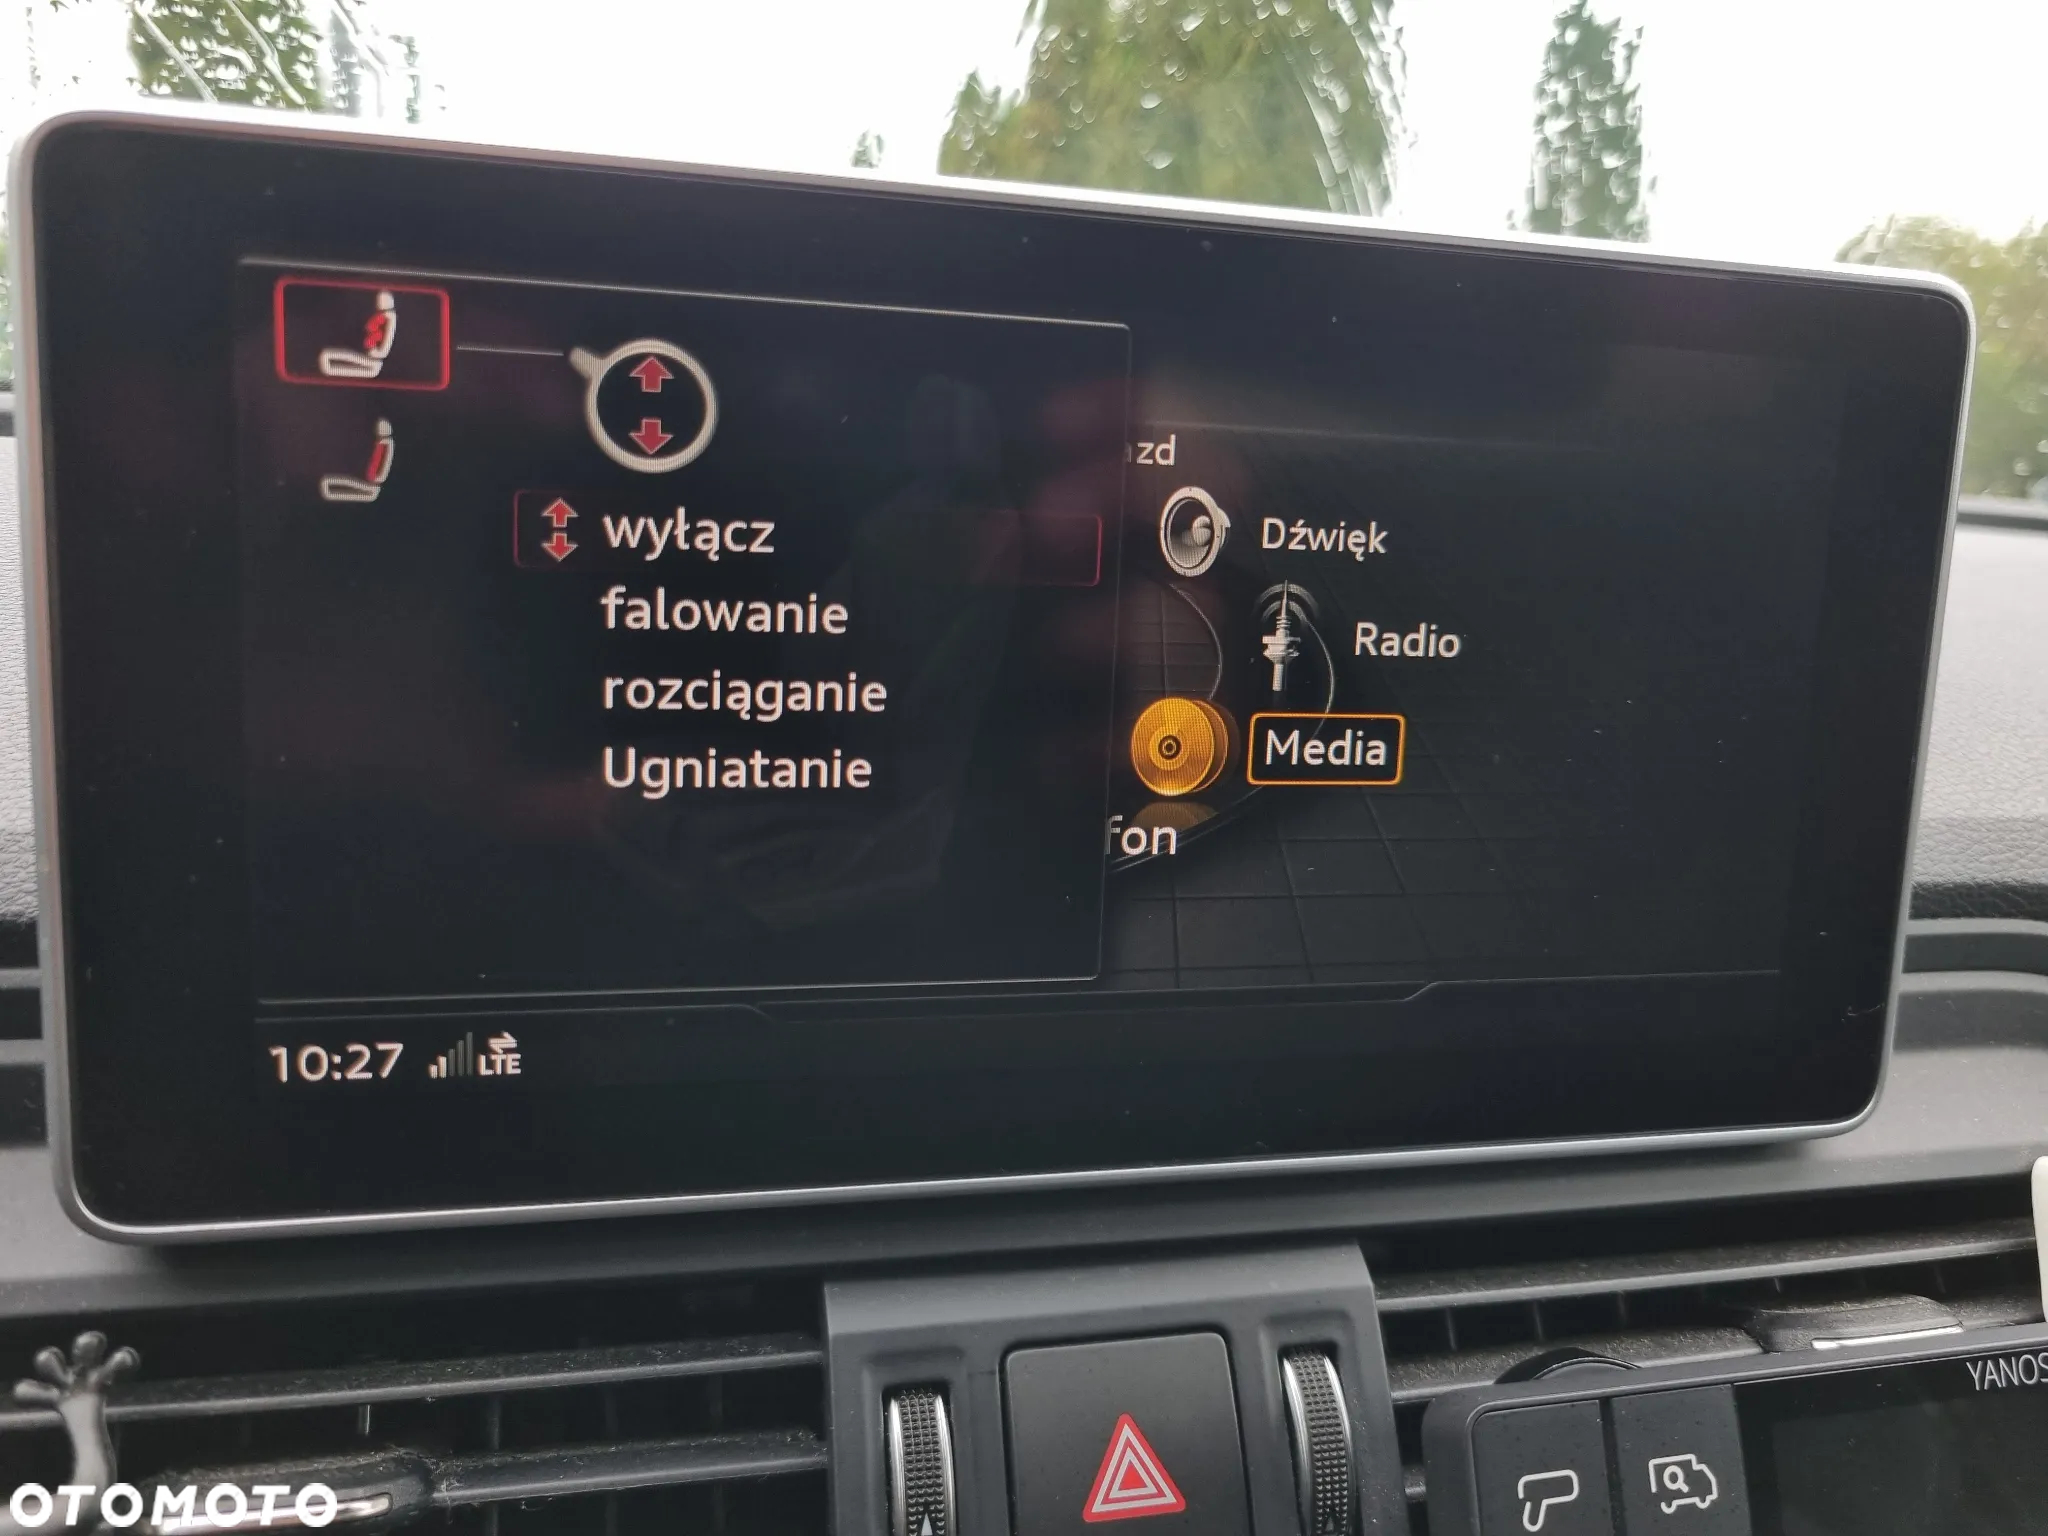 wyłącz
falowanie
rozciąganie
Ugniatanie
zd
Dźwięk
Radio
Media
fon
10:27 LTE
YANOS
OTOMOTO